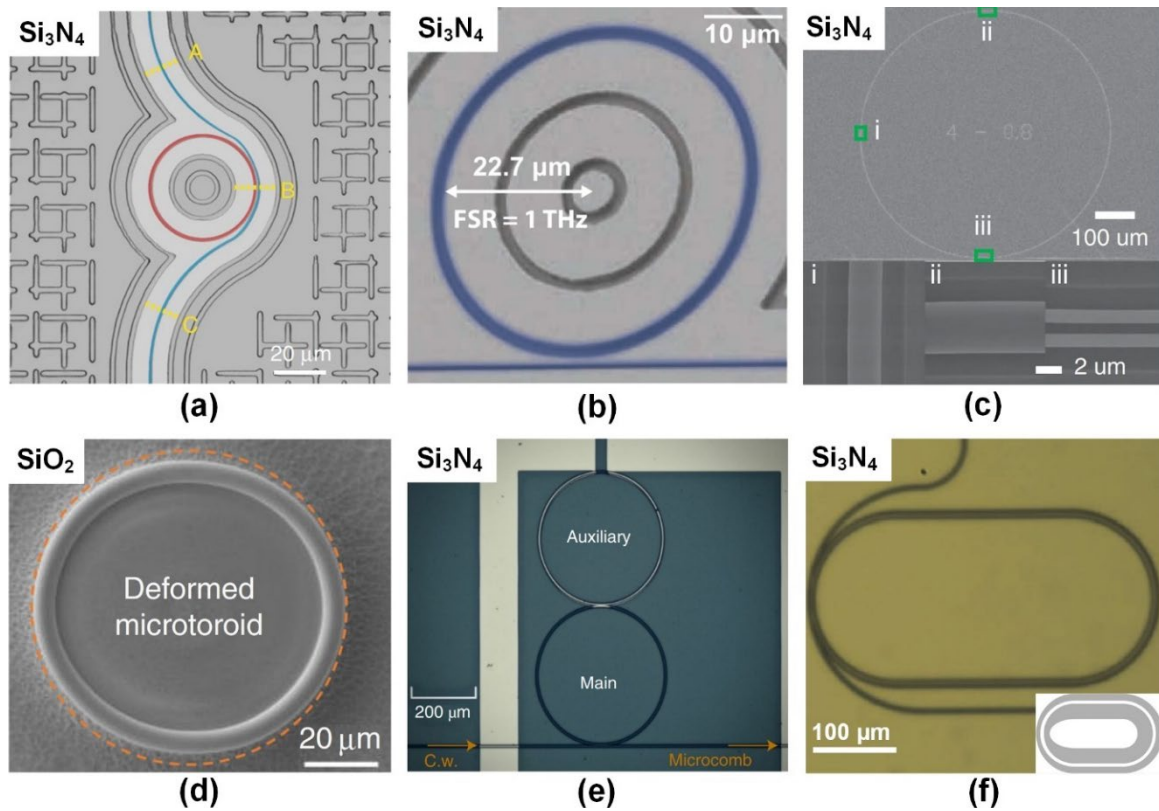 Si₃N₄
A
B
C
20 μm
(a)
Si₃N₄
10 μm
22.7 μm
FSR = 1 THz
(b)
Si₃N₄
ii
i
4 - 0.8
iii
100 um
i
ii
iii
2 um
(c)
SiO₂
Deformed
microtoroid
20 μm
(d)
Si₃N₄
Auxiliary
Main
200 μm
C.w.
Microcomb
(e)
Si₃N₄
100 μm
(f)